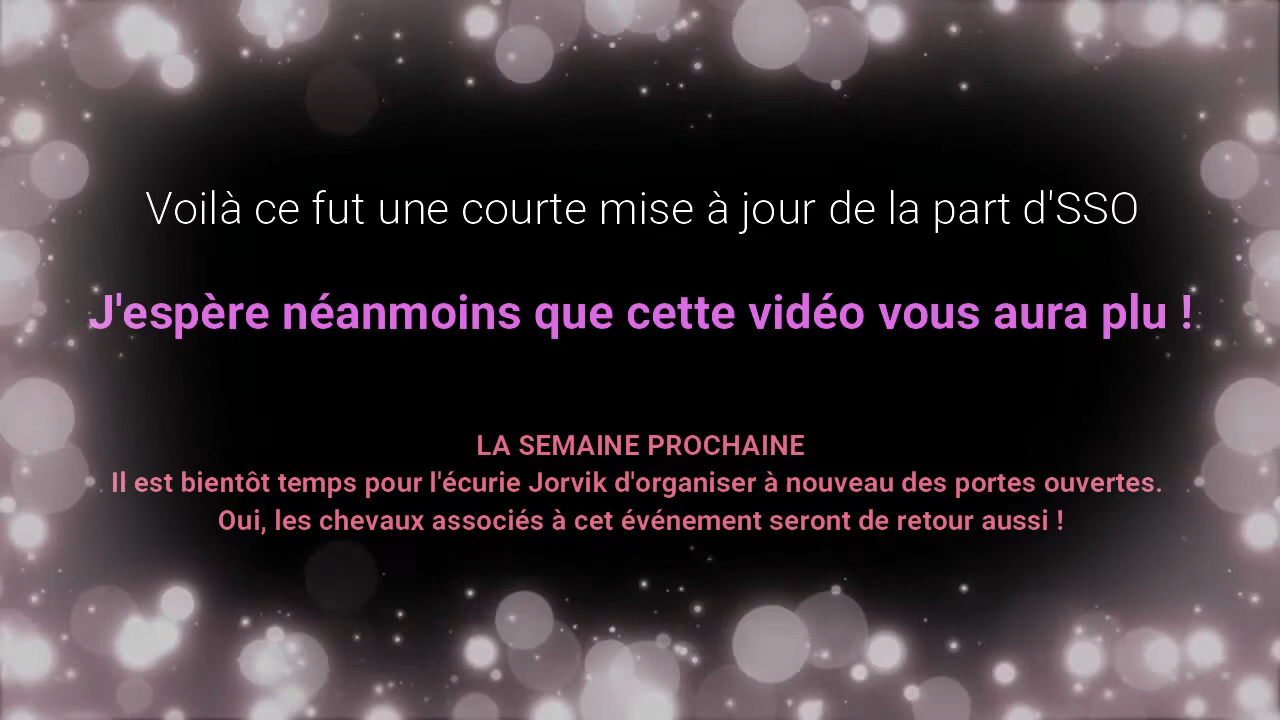 Voilà ce fut une courte mise à jour de la part d'SSO
J'espère néanmoins que cette vidéo vous aura plu !
LA SEMAINE PROCHAINE
Il est bientôt temps pour l'écurie Jorvik d'organiser à nouveau des portes ouvertes.
Oui, les chevaux associés à cet événement seront de retour aussi !